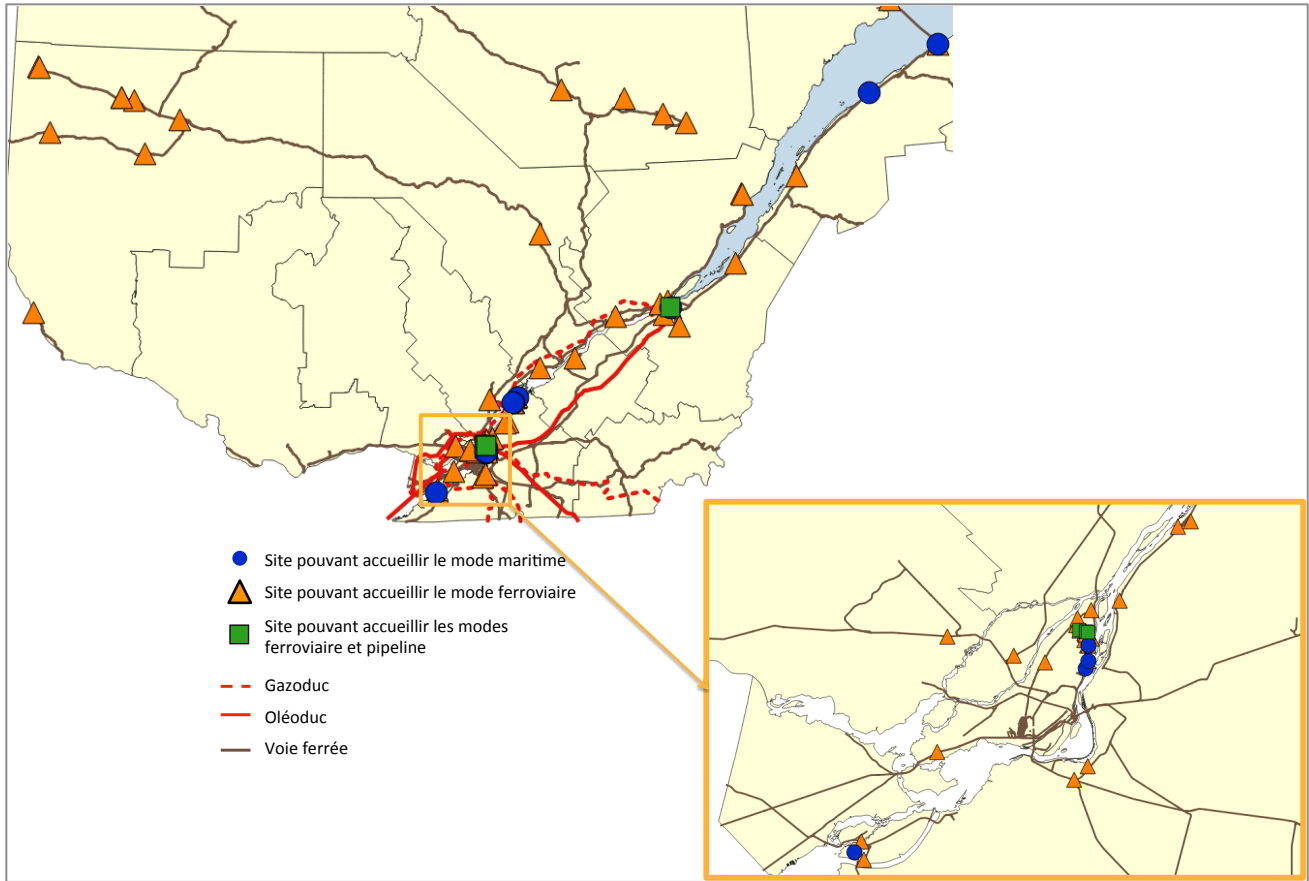 Site pouvant accueillir le mode maritime
Site pouvant accueillir le mode ferroviaire
Site pouvant accueillir les modes
ferroviaire et pipeline
Gazoduc
Oléoduc
Voie ferrée